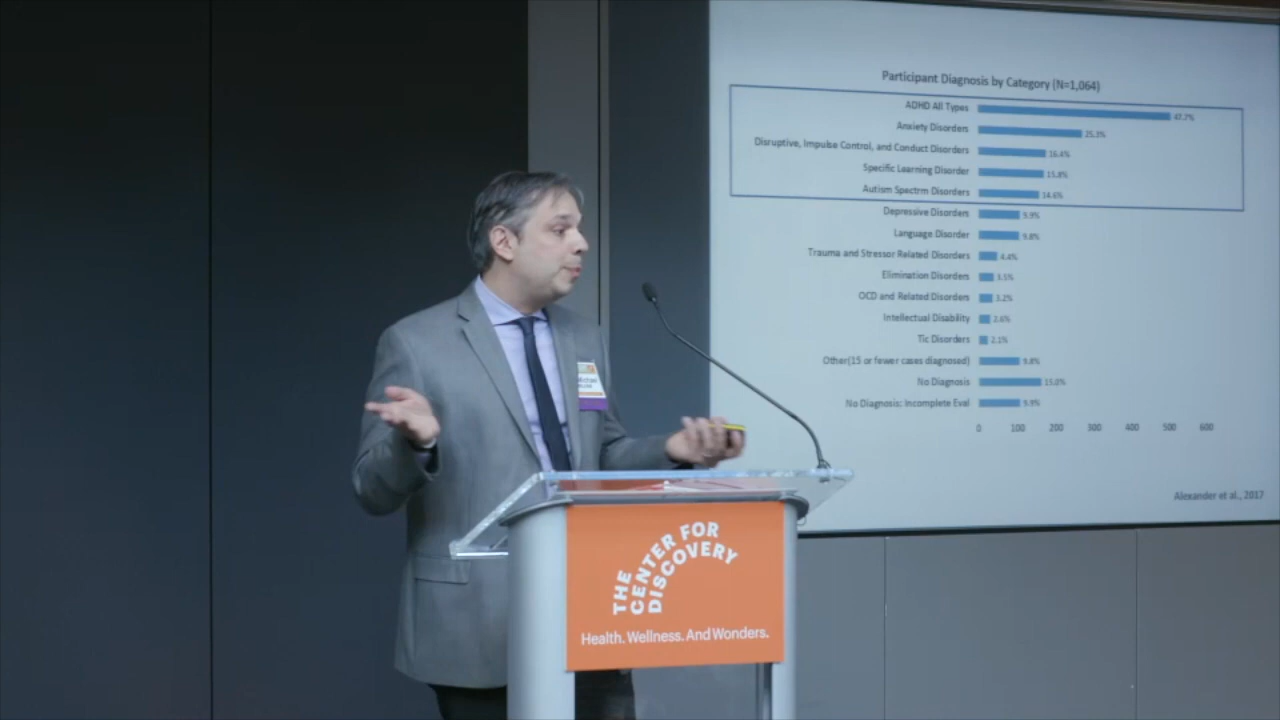 Participant Diagnosis by Category (N=1,064)
ADHD All Types 47.7%
Anxiety Disorders 25.3%
Disruptive, Impulse Control, and Conduct Disorders 16.4%
Specific Learning Disorder 15.8%
Autism Spectrm Disorders 14.6%
Depressive Disorders 9.9%
Language Disorder 9.8%
Trauma and Stressor Related Disorders 4.4%
Elimination Disorders 3.5%
OCD and Related Disorders 3.2%
Intellectual Disability 2.6%
Tic Disorders 2.1%
Other(15 or fewer cases diagnosed) 9.8%
No Diagnosis 15.0%
No Diagnosis: Incomplete Eval 9.9%
0 100 200 300 400 500 600
Alexander et al., 2017
Michael
THE
CENTER FOR
DISCOVERY
Health. Wellness. And Wonders.